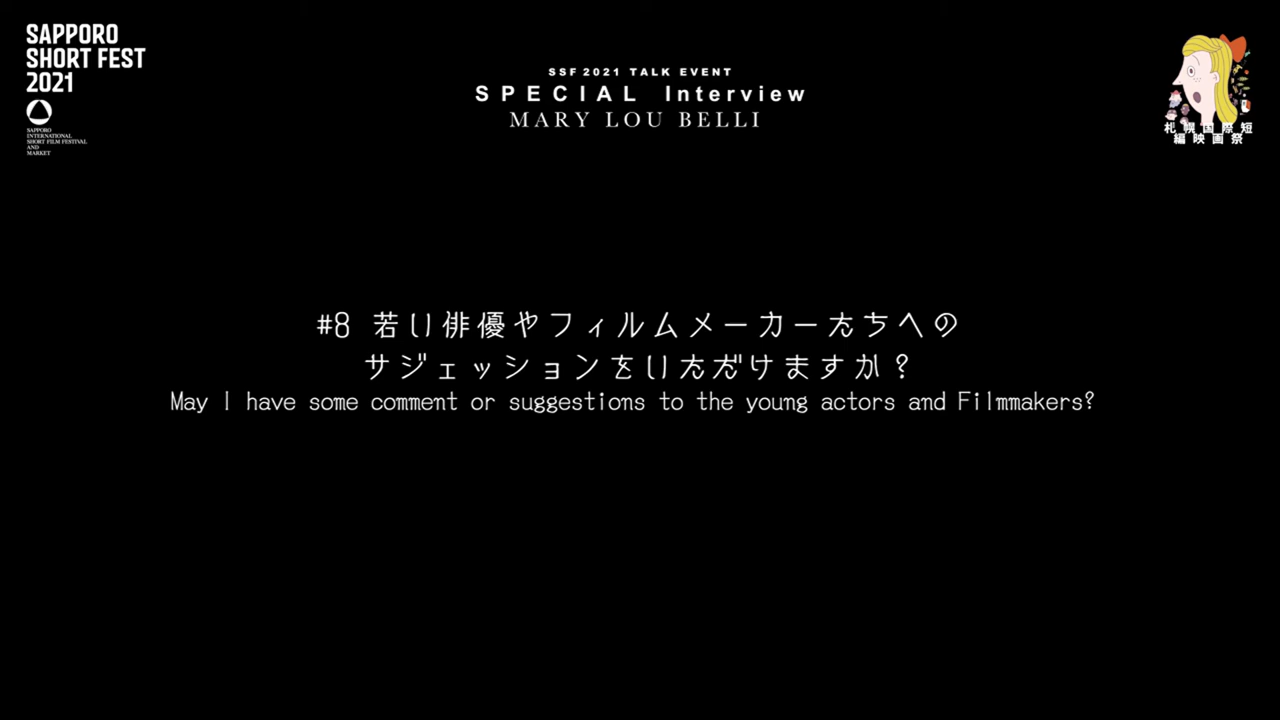 SAPPORO
SHORT FEST
2021
SAPPORO
INTERNATIONAL
SHORT FILM FESTIVAL
AND
MARKET
SSF 2021 TALK EVENT
SPECIAL Interview
MARY LOU BELLI
札幌国際短
編映画祭
#8 若い俳優やフィルムメーカーたちへの
サジェッションをいただけますか?
May I have some comment or suggestions to the young actors and Filmmakers?